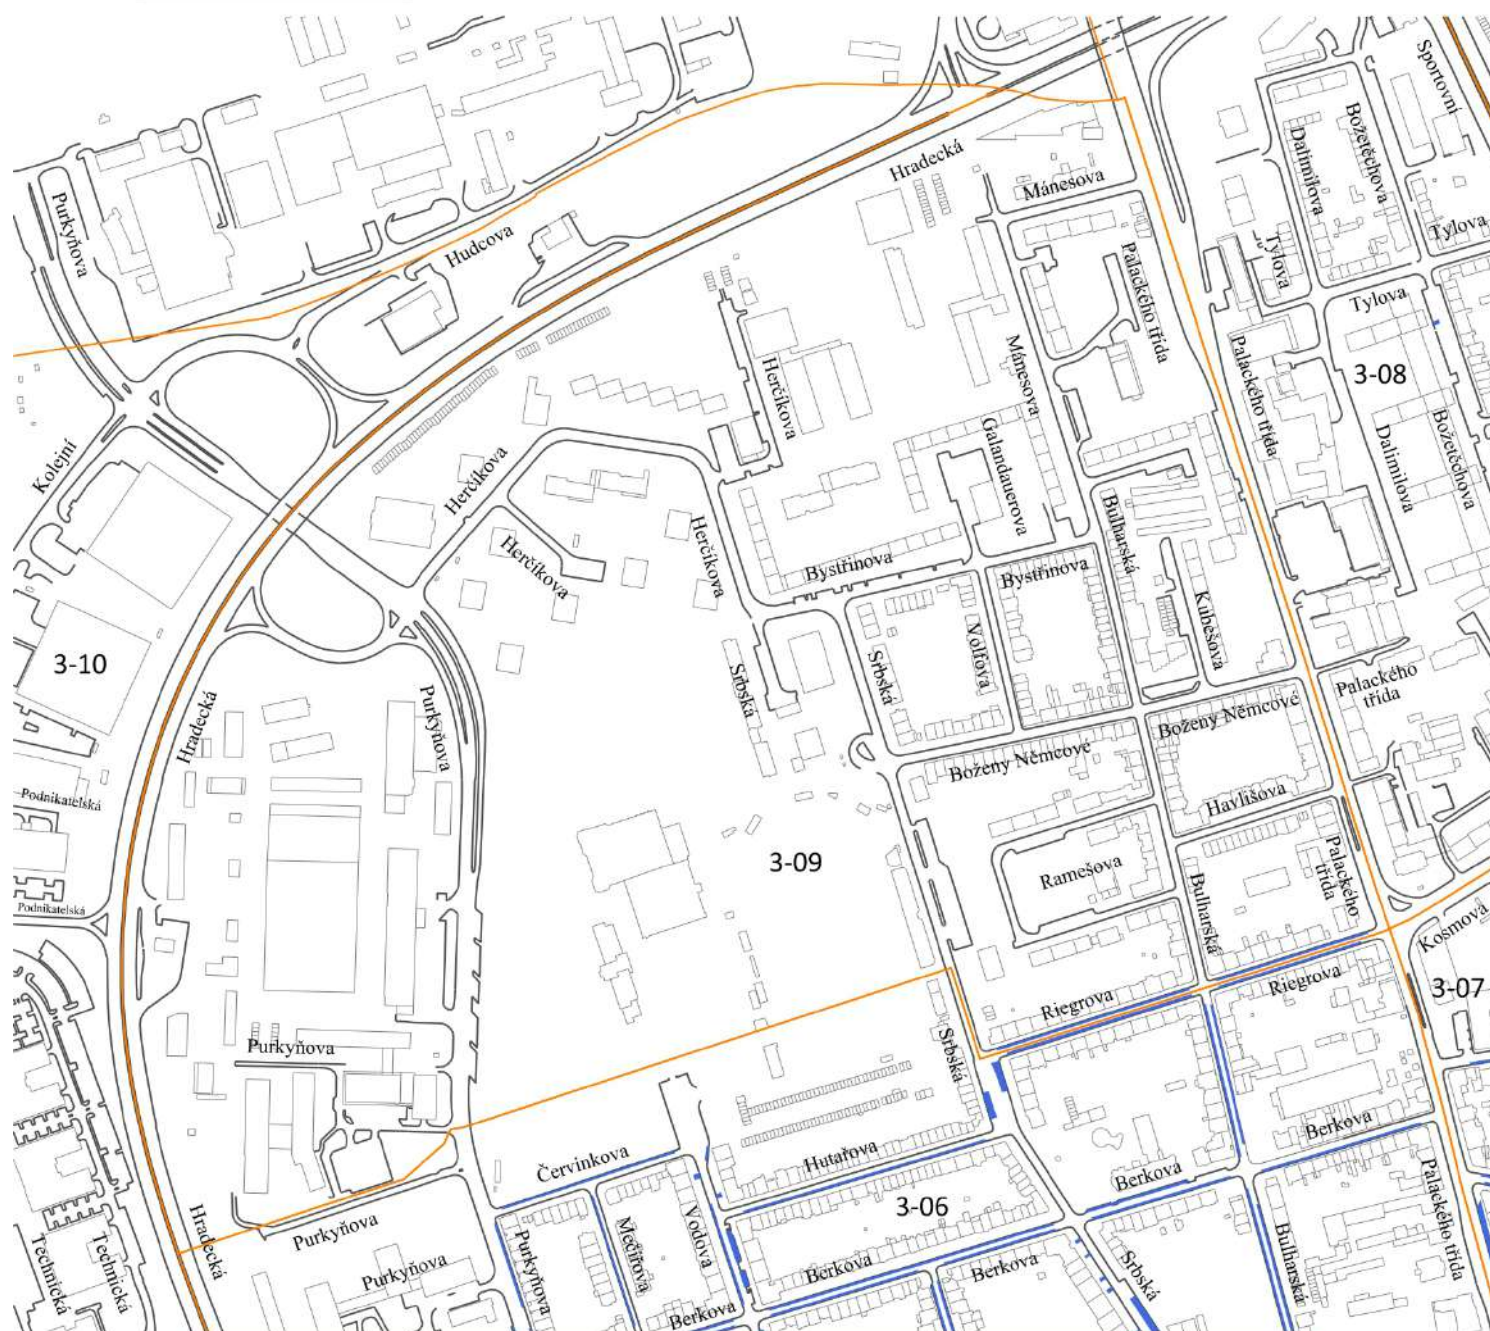 Sportovní
Božetěchova
Dalimilova
Hradecká
Mánesova
Purkyňova
Hudcova
Tylova
Tylova
Palackého třída
Tylova
Mánesova
Palackého třída
Herčíkova
3-08
Galandauerova
Božetěchova
Kolejní
Herčíkova
Dalimilova
Bulharská
Herčíkova
Herčíkova
Bystřinova
Bystřinova
Kubešova
Volfova
3-10
Srbská
Srbská
Palackého
třída
Hradecká
Purkyňova
Boženy Němcové
Boženy Němcové
Podnikatelská
Havlišova
3-09
Ramešova
Palackého
třída
Bulharská
Podnikatelská
Kosmova
Riegrova
3-07
Riegrova
Purkyňova
Srbská
Berkova
Červinkova
Hutařova
Berkova
3-06
Hradecká
Purkyňova
Mečířova
Vodova
Palackého třída
Technická
Technická
Purkyňova
Purkyňova
Berkova
Berkova
Srbská
Bulharská
Berkova